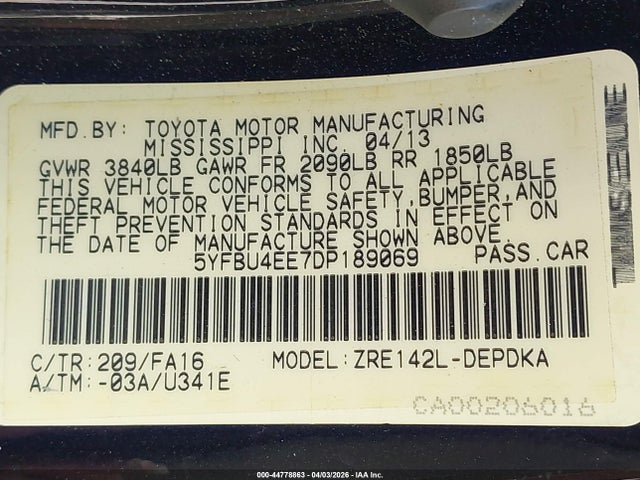 MFD.BY: TOYOTA MOTOR MANUFACTURING
MISSISSIPPI INC. 04/13
GVWR 3840LB GAWR FR 2090LB RR 1850LB
THIS VEHICLE CONFORMS TO ALL APPLICABLE
FEDERAL MOTOR VEHICLE SAFETY,BUMPER,AND
THEFT PREVENTION STANDARDS IN EFFECT ON
THE DATE OF MANUFACTURE SHOWN ABOVE.
5YFBU4EE7DP189069 PASS.CAR
C/TR:209/FA16 MODEL:ZRE142L-DEPDKA
A/TM:-03A/U341E
CA00206016
000-44778863 - 04/03/2026 - IAA Inc.